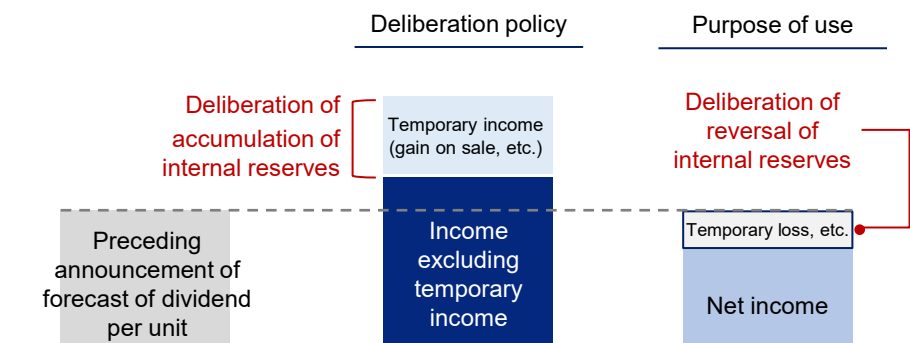 Deliberation policy
Purpose of use
Deliberation of
accumulation of
internal reserves
Temporary income
(gain on sale, etc.)
Deliberation of
reversal of
internal reserves
Preceding
announcement of
forecast of dividend
per unit
Income
excluding
temporary
income
Temporary loss, etc.
Net income